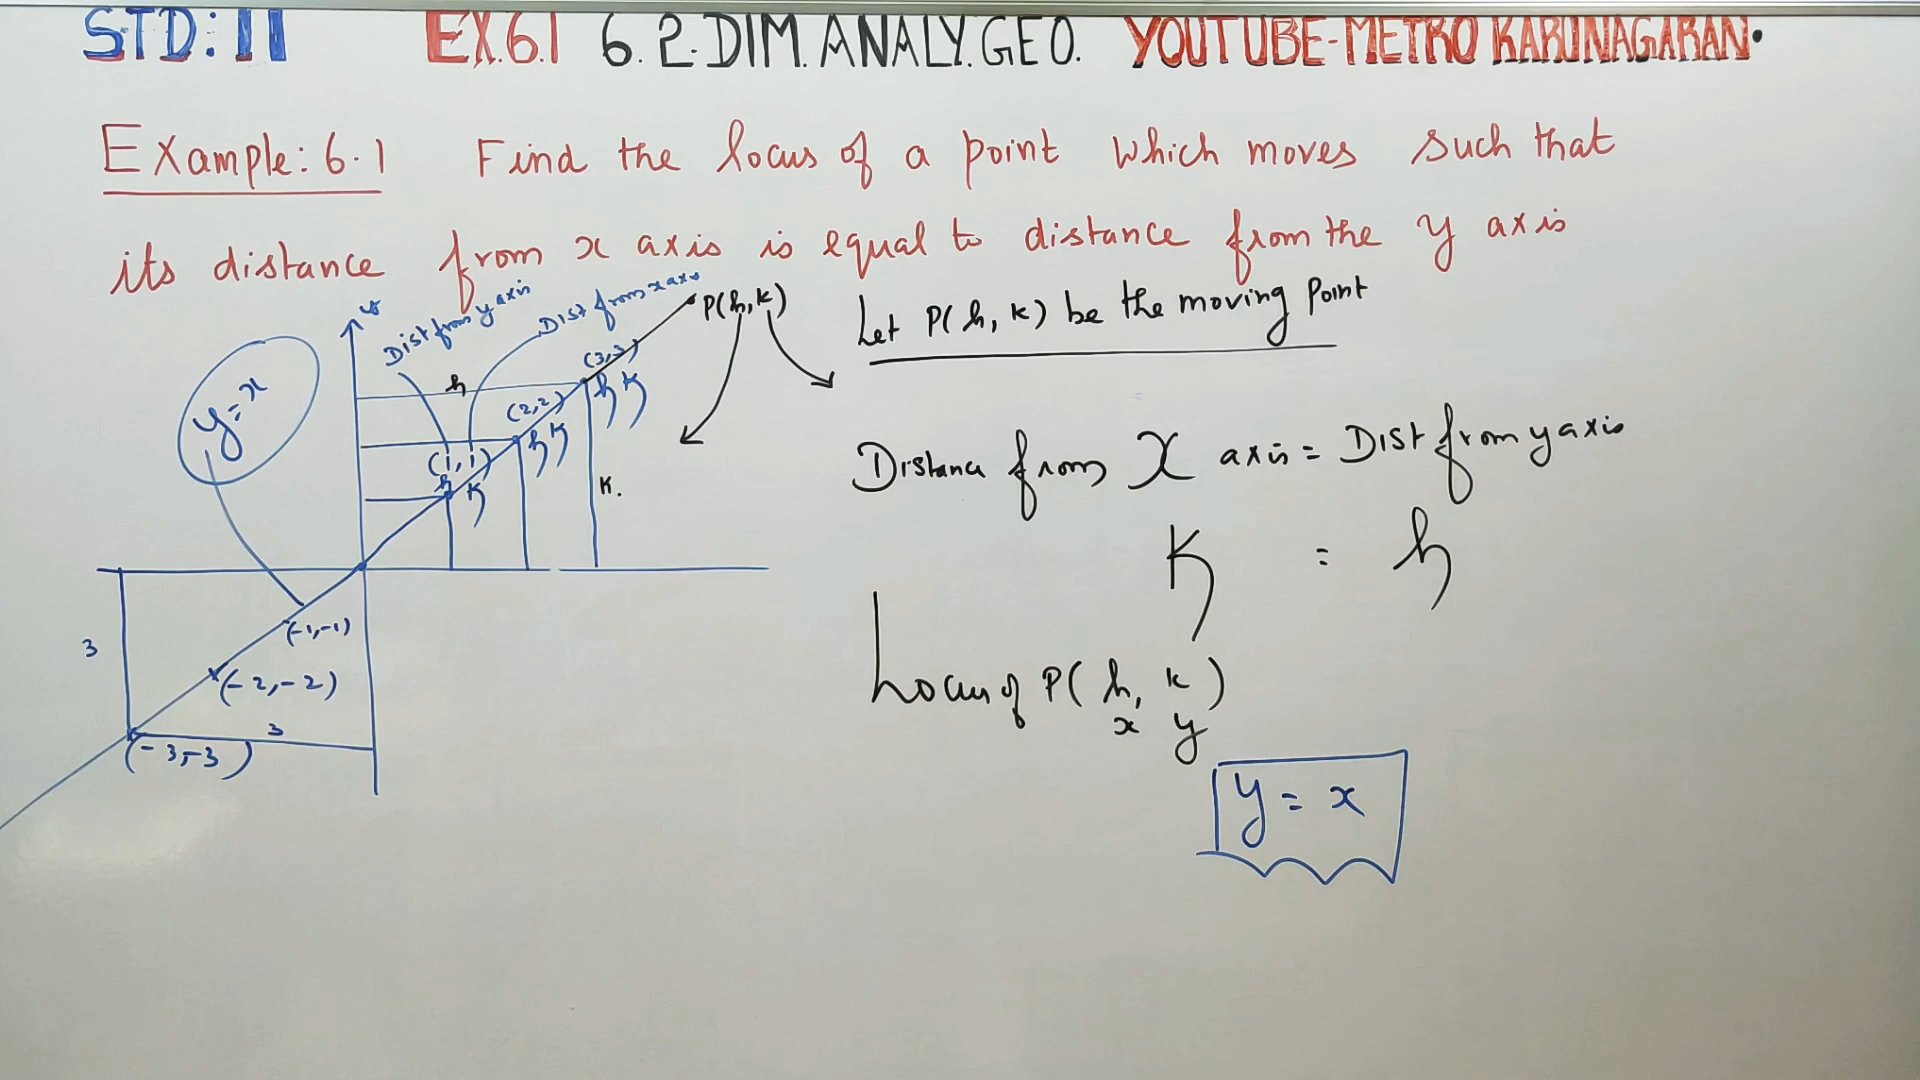 STD: 11 EX.6.1 6. 2-DIM. ANALY. GEO. YOUTUBE-METRO KARUNAGARAN.
Example: 6.1 Find the locus of a point which moves such that
its distance from x axis is equal to distance from the y axis
y
Dist from y axis
Dist from x axis
P(h, k)
Let P(h, k) be the moving point
y = x
h
(3,3)
h k
(2,2)
h k
(1,1)
h k
k.
Distance from X axis = Dist from y axis
K = h
(-1,-1)
3
(-2,-2)
3
(-3,-3)
Locus of P(h, k)
x y
y = x